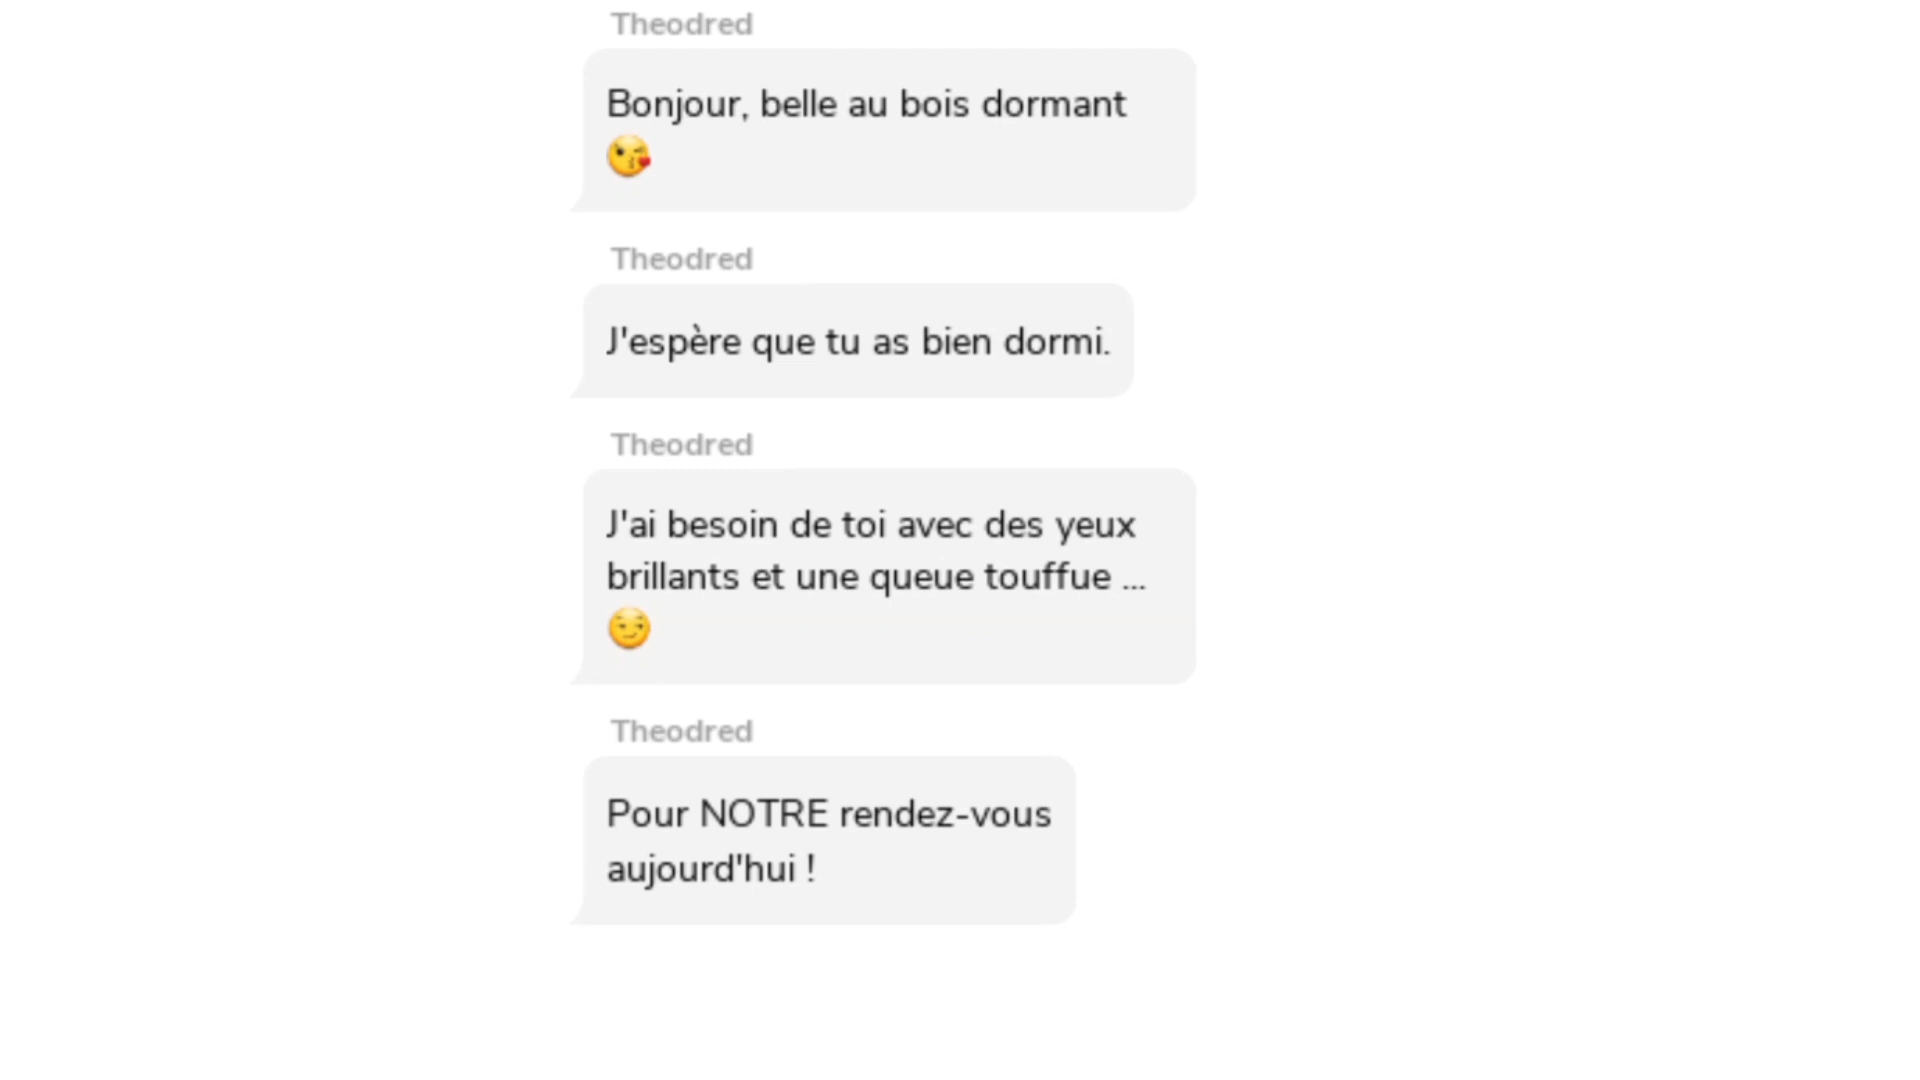 Theodred
Bonjour, belle au bois dormant
😘
Theodred
J'espère que tu as bien dormi.
Theodred
J'ai besoin de toi avec des yeux
brillants et une queue touffue ...
😏
Theodred
Pour NOTRE rendez-vous
aujourd'hui !